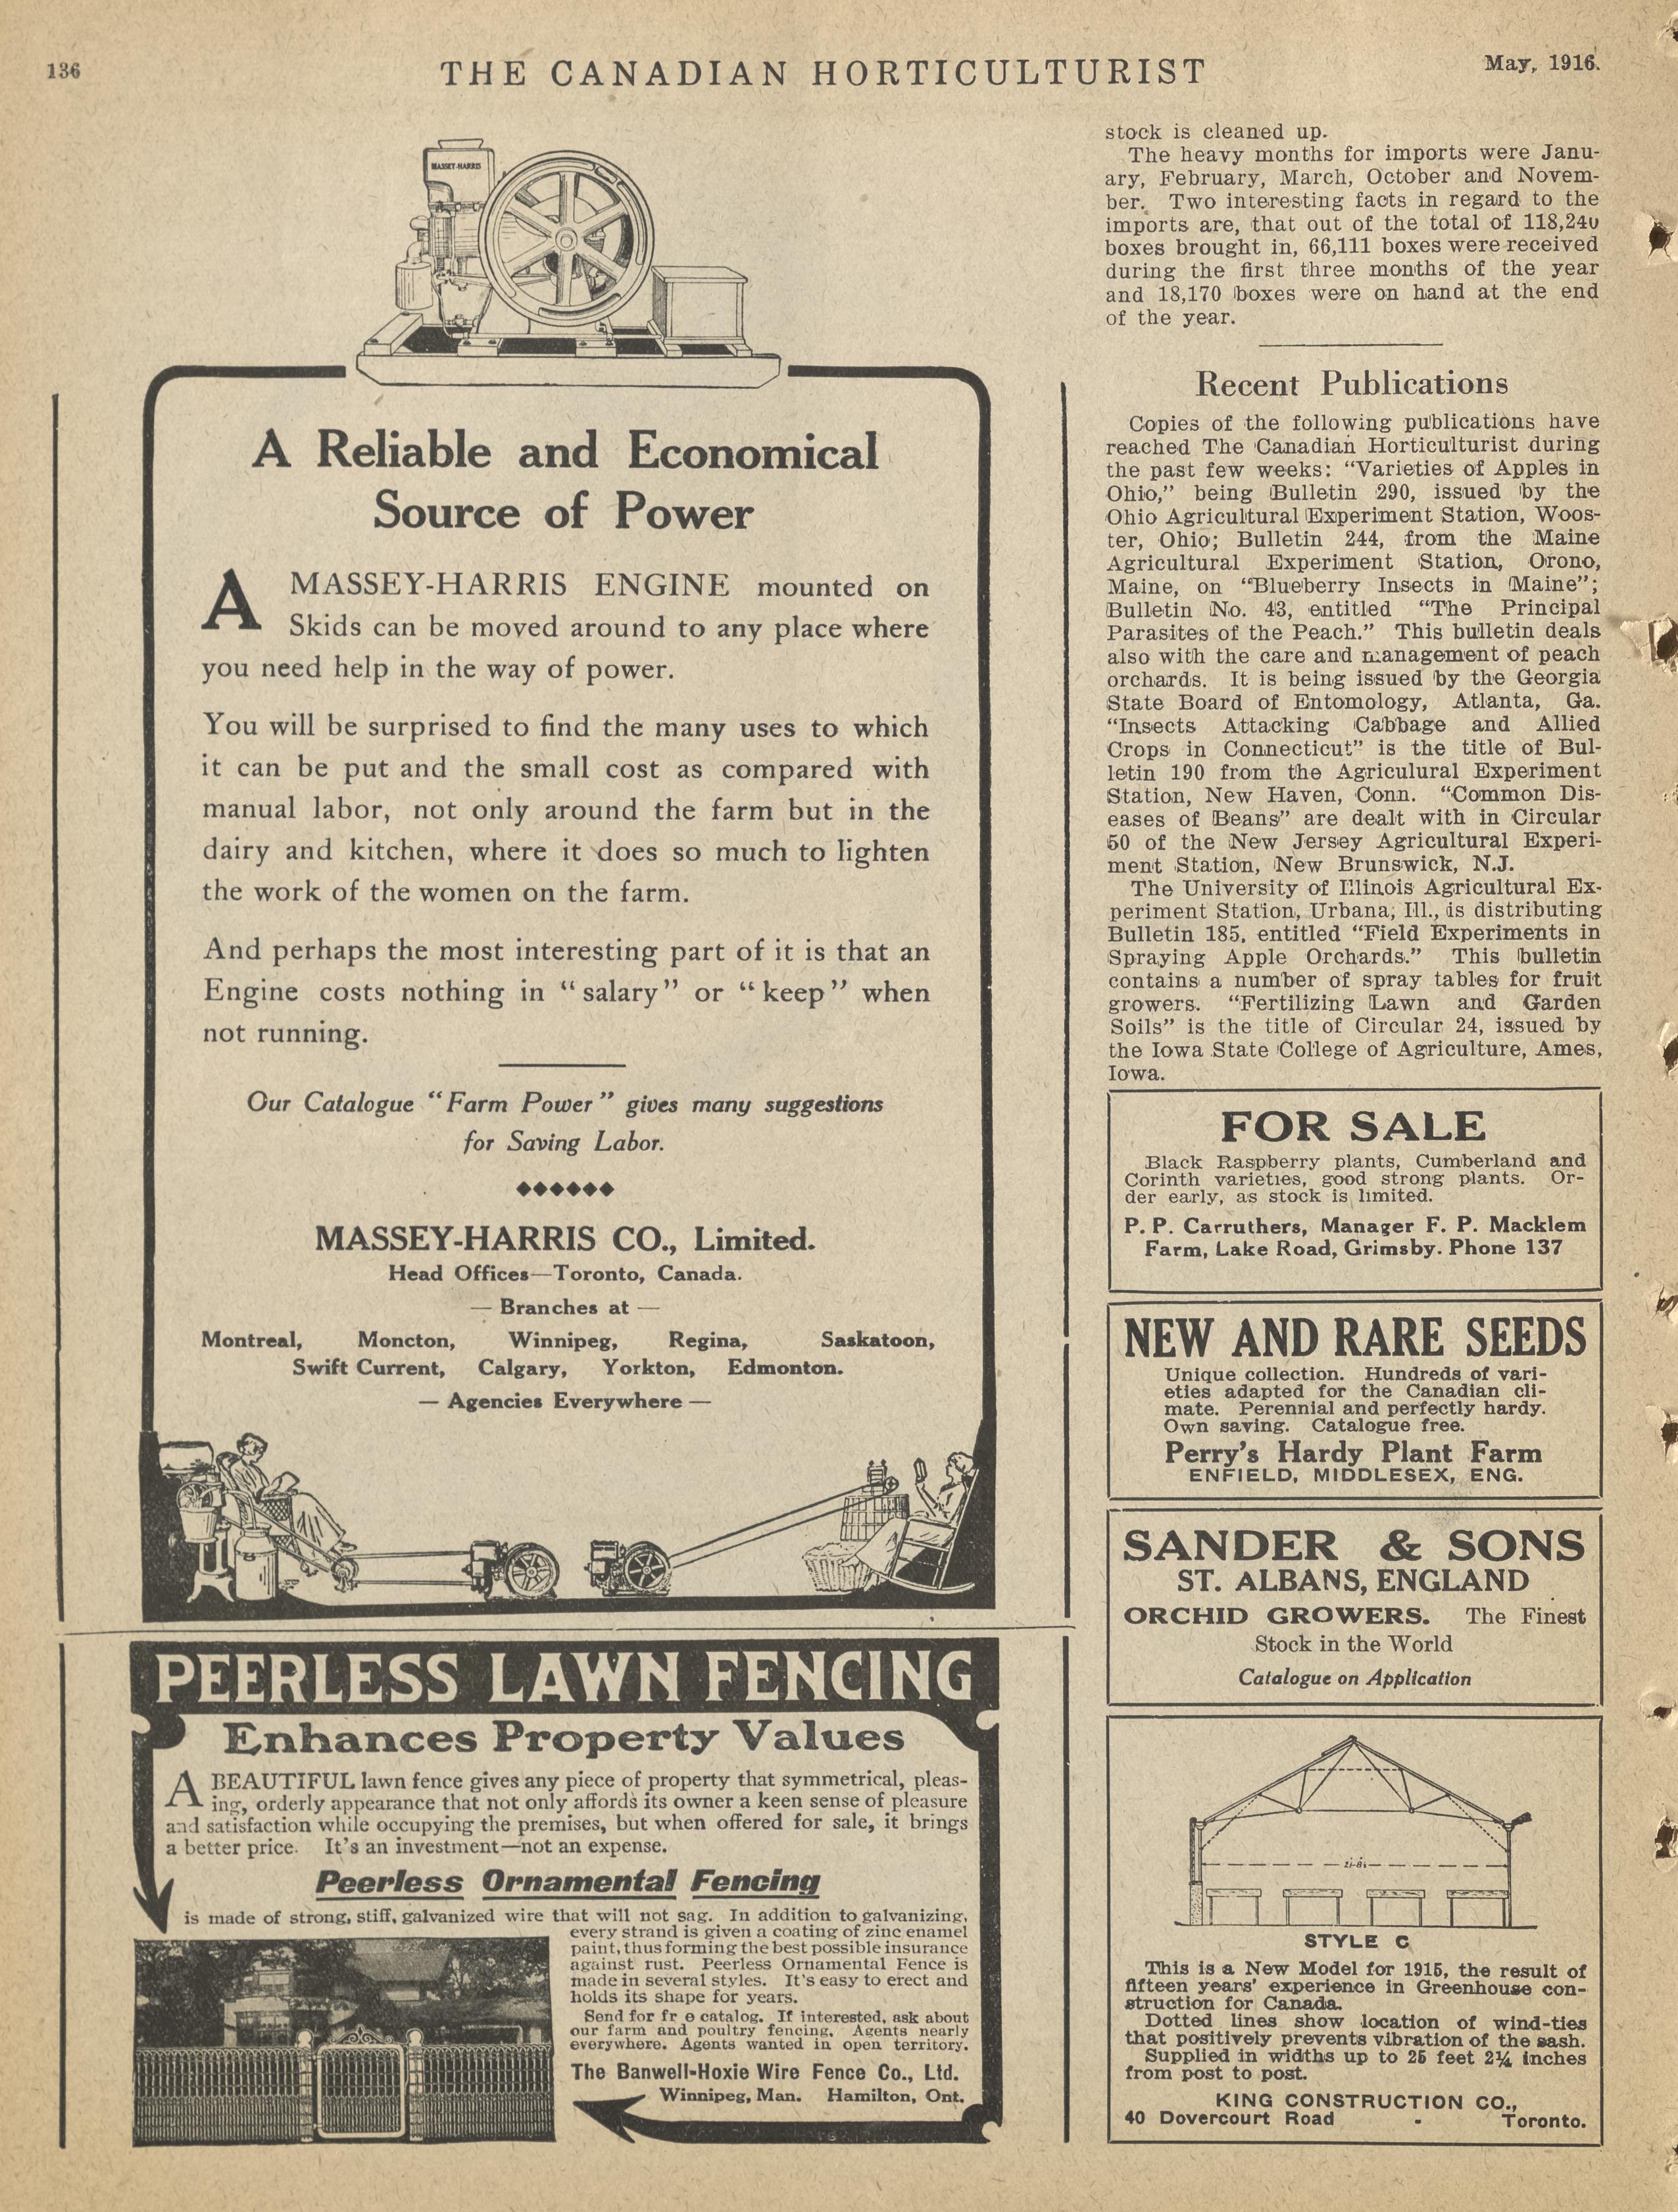 136
THE CANADIAN HORTICULTURIST
May, 1916.
MASSEY-HARRIS
A Reliable and Economical
Source of Power
A MASSEY-HARRIS ENGINE mounted on
Skids can be moved around to any place where
you need help in the way of power.
You will be surprised to find the many uses to which
it can be put and the small cost as compared with
manual labor, not only around the farm but in the
dairy and kitchen, where it does so much to lighten
the work of the women on the farm.
And perhaps the most interesting part of it is that an
Engine costs nothing in "salary" or "keep" when
not running.
Our Catalogue "Farm Power" gives many suggestions
for Saving Labor.
MASSEY-HARRIS CO., Limited.
Head Offices—Toronto, Canada.
— Branches at —
Montreal, Moncton, Winnipeg, Regina, Saskatoon,
Swift Current, Calgary, Yorkton, Edmonton.
— Agencies Everywhere —
PEERLESS LAWN FENCING
Enhances Property Values
A BEAUTIFUL lawn fence gives any piece of property that symmetrical, pleas-
ing, orderly appearance that not only affords its owner a keen sense of pleasure
and satisfaction while occupying the premises, but when offered for sale, it brings
a better price. It's an investment—not an expense.
Peerless Ornamental Fencing
is made of strong, stiff, galvanized wire that will not sag. In addition to galvanizing,
every strand is given a coating of zinc enamel
paint, thus forming the best possible insurance
against rust. Peerless Ornamental Fence is
made in several styles. It's easy to erect and
holds its shape for years.
Send for fr e catalog. If interested, ask about
our farm and poultry fencing. Agents nearly
everywhere. Agents wanted in open territory.
The Banwell-Hoxie Wire Fence Co., Ltd.
Winnipeg, Man. Hamilton, Ont.
stock is cleaned up.
The heavy months for imports were Janu-
ary, February, March, October and Novem-
ber. Two interesting facts in regard to the
imports are, that out of the total of 118,240
boxes brought in, 66,111 boxes were received
during the first three months of the year
and 18,170 boxes were on hand at the end
of the year.
Recent Publications
Copies of the following publications have
reached The Canadian Horticulturist during
the past few weeks: "Varieties of Apples in
Ohio," being Bulletin 290, issued by the
Ohio Agricultural Experiment Station, Woos-
ter, Ohio; Bulletin 244, from the Maine
Agricultural Experiment Station, Orono,
Maine, on "Blueberry Insects in Maine";
Bulletin No. 43, entitled "The Principal
Parasites of the Peach." This bulletin deals
also with the care and management of peach
orchards. It is being issued by the Georgia
State Board of Entomology, Atlanta, Ga.
"Insects Attacking Cabbage and Allied
Crops in Connecticut" is the title of Bul-
letin 190 from the Agriculural Experiment
Station, New Haven, Conn. "Common Dis-
eases of Beans" are dealt with in Circular
50 of the New Jersey Agricultural Experi-
ment Station, New Brunswick, N.J.
The University of Illinois Agricultural Ex-
periment Station, Urbana, Ill., is distributing
Bulletin 185, entitled "Field Experiments in
Spraying Apple Orchards." This bulletin
contains a number of spray tables for fruit
growers. "Fertilizing Lawn and Garden
Soils" is the title of Circular 24, issued by
the Iowa State College of Agriculture, Ames,
Iowa.
FOR SALE
Black Raspberry plants, Cumberland and
Corinth varieties, good strong plants. Or-
der early, as stock is limited.
P. P. Carruthers, Manager F. P. Macklem
Farm, Lake Road, Grimsby. Phone 137
NEW AND RARE SEEDS
Unique collection. Hundreds of vari-
eties adapted for the Canadian cli-
mate. Perennial and perfectly hardy.
Own saving. Catalogue free.
Perry's Hardy Plant Farm
ENFIELD, MIDDLESEX, ENG.
SANDER & SONS
ST. ALBANS, ENGLAND
ORCHID GROWERS. The Finest
Stock in the World
Catalogue on Application
STYLE C
This is a New Model for 1915, the result of
fifteen years' experience in Greenhouse con-
struction for Canada.
Dotted lines show location of wind-ties
that positively prevents vibration of the sash.
Supplied in widths up to 25 feet 2¼ inches
from post to post.
KING CONSTRUCTION CO.,
40 Dovercourt Road - Toronto.